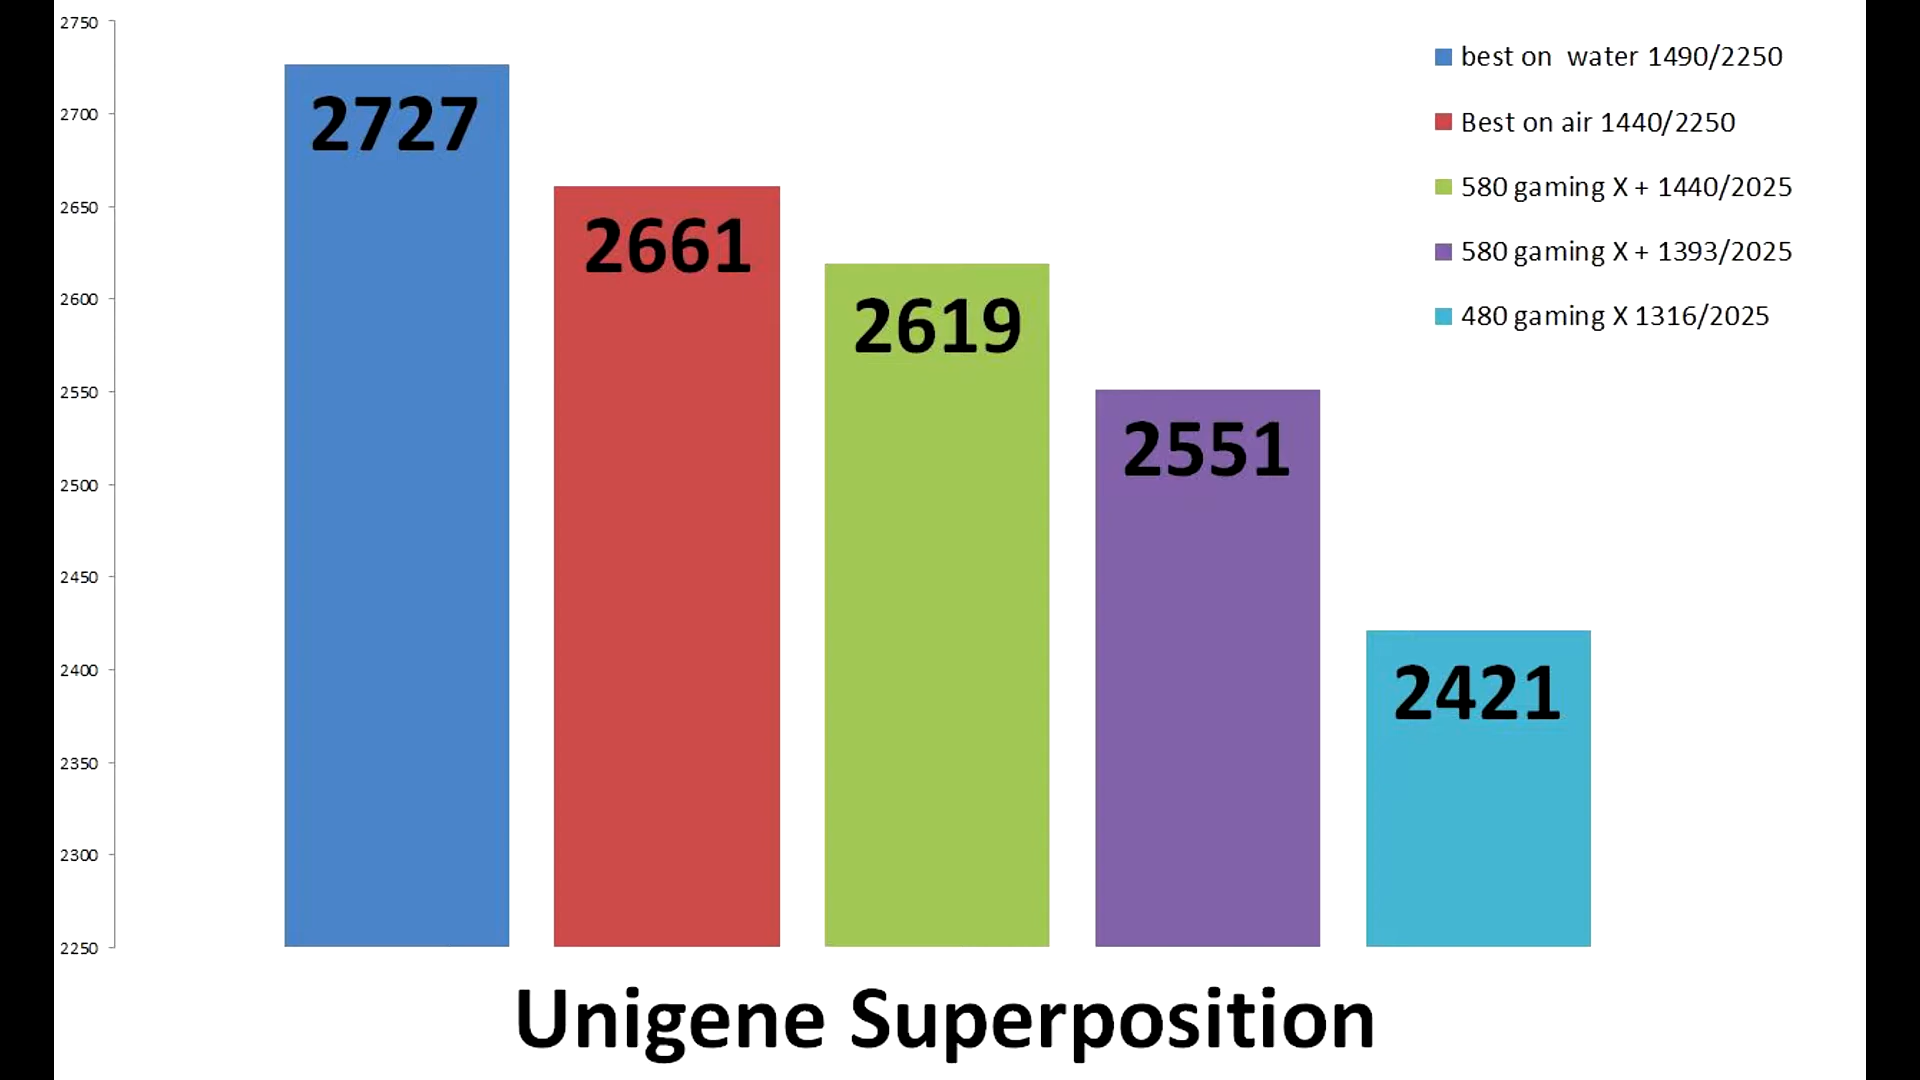 2750
2700
2650
2600
2550
2500
2450
2400
2350
2300
2250
2727
2661
2619
2551
2421
best on  water 1490/2250
Best on air 1440/2250
580 gaming X + 1440/2025
580 gaming X + 1393/2025
480 gaming X 1316/2025
Unigene Superposition